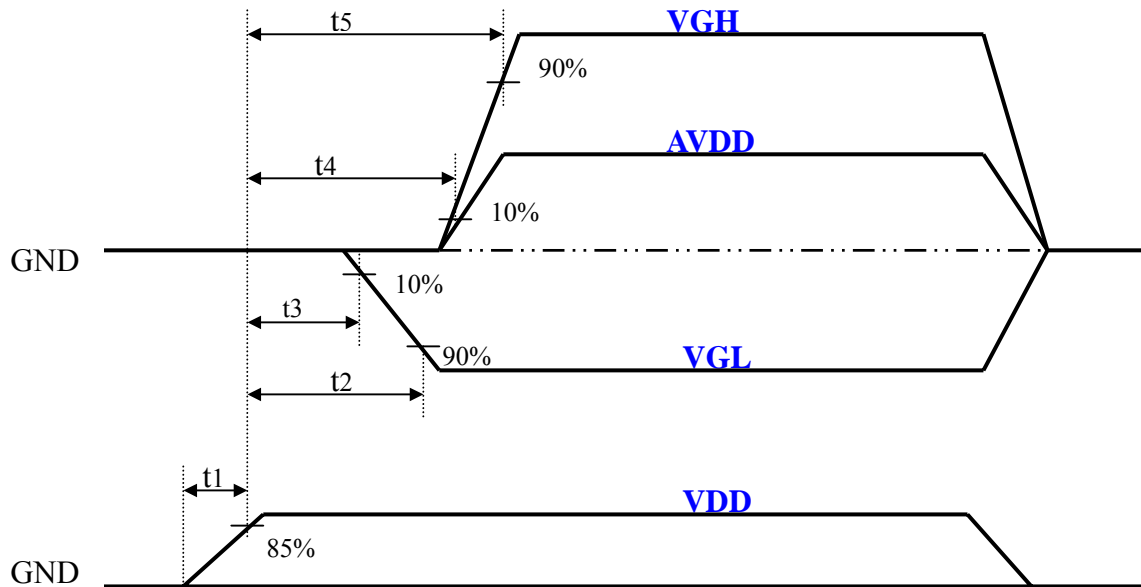 t5
VGH
90%
AVDD
t4
10%
GND
10%
t3
90%
VGL
t2
t1
VDD
85%
GND